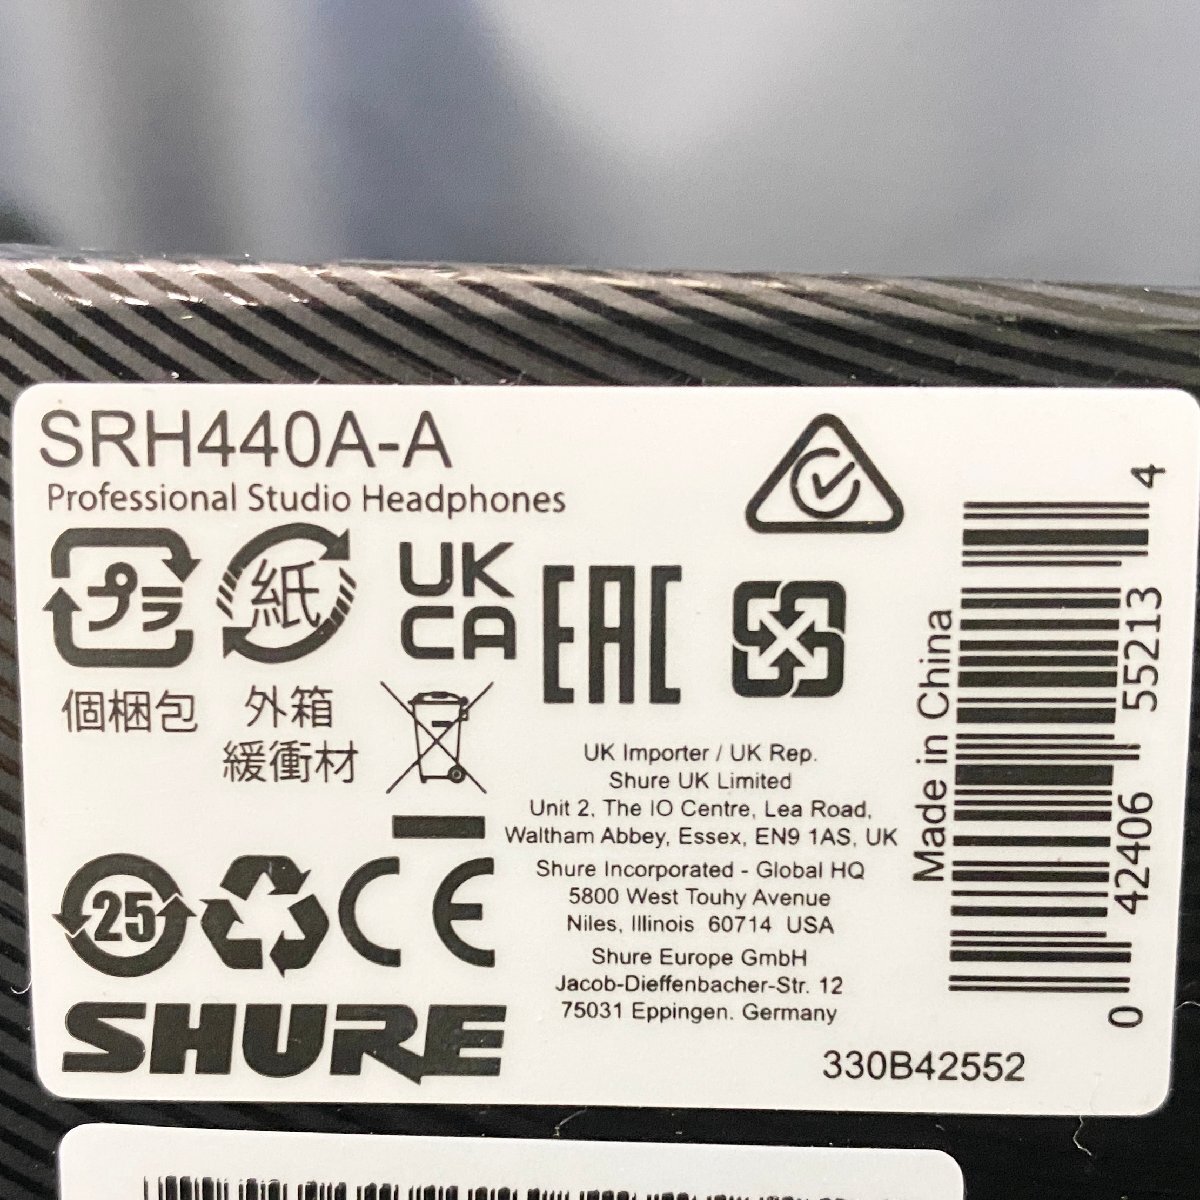 SRH440A-A
Professional Studio Headphones
プラ
紙
UK
CA
EAC
個梱包
外箱
緩衝材
25
CE
SHURE
UK Importer / UK Rep.
Shure UK Limited
Unit 2, The IO Centre, Lea Road,
Waltham Abbey, Essex, EN9 1AS, UK
Shure Incorporated - Global HQ
5800 West Touhy Avenue
Niles, Illinois 60714 USA
Shure Europe GmbH
Jacob-Dieffenbacher-Str. 12
75031 Eppingen. Germany
330B42552
Made in China
0 42406 55213 4